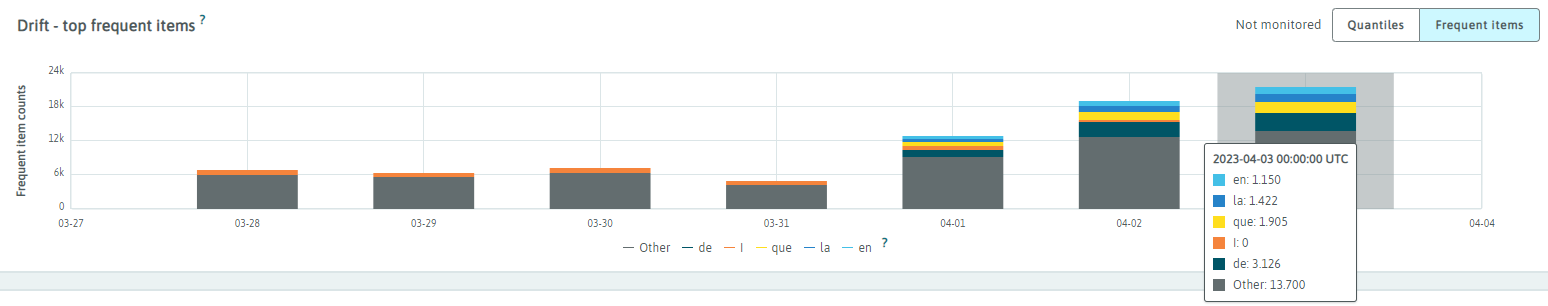 Drift - top frequent items ?
Not monitored
Quantiles
Frequent items
Frequent item counts
24k
18k
12k
6k
0
03-27
03-28
03-29
03-30
03-31
04-01
04-02
04-04
2023-04-03 00:00:00 UTC
en: 1.150
la: 1.422
que: 1.905
I: 0
de: 3.126
Other: 13.700
Other
de
I
que
la
en
?